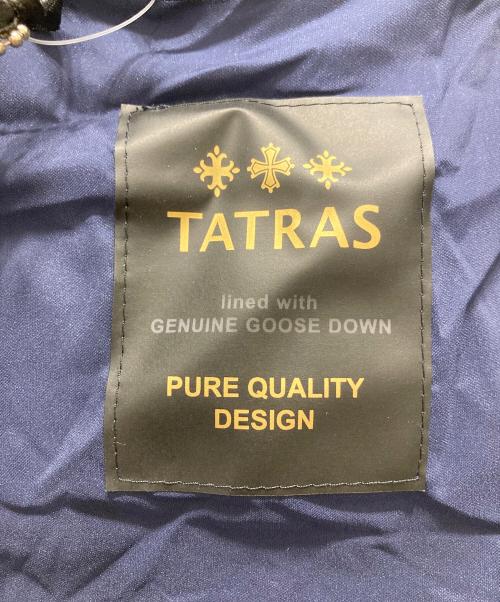 TATRAS
lined with
GENUINE GOOSE DOWN
PURE QUALITY
DESIGN